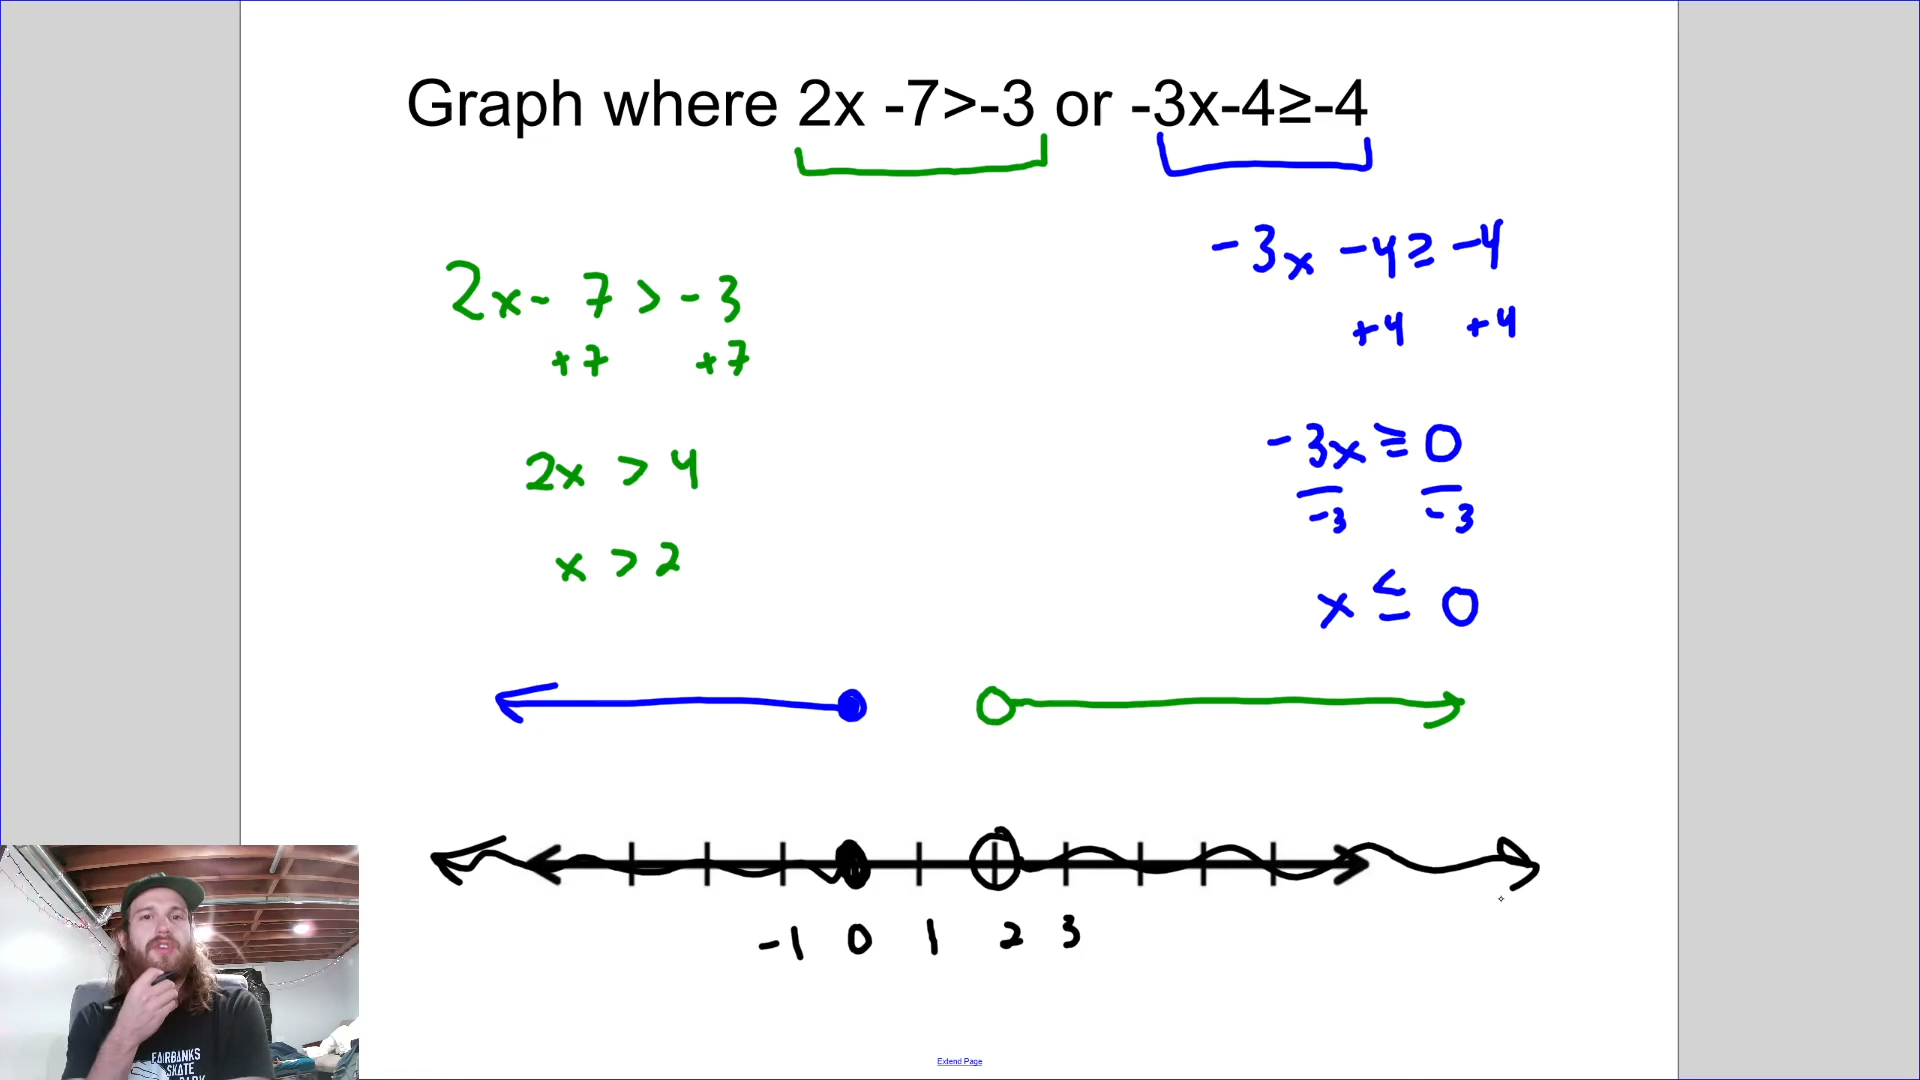 Graph where 2x -7>-3 or -3x-4≥-4
2x - 7 > - 3
+7 +7
2x > 4
x > 2
-3x -4 ≥ -4
+4 +4
-3x ≥ 0
-3 -3
x ≤ 0
-1 0 1 2 3
FAIRBANKS
SKATE
PARK
Extend Page